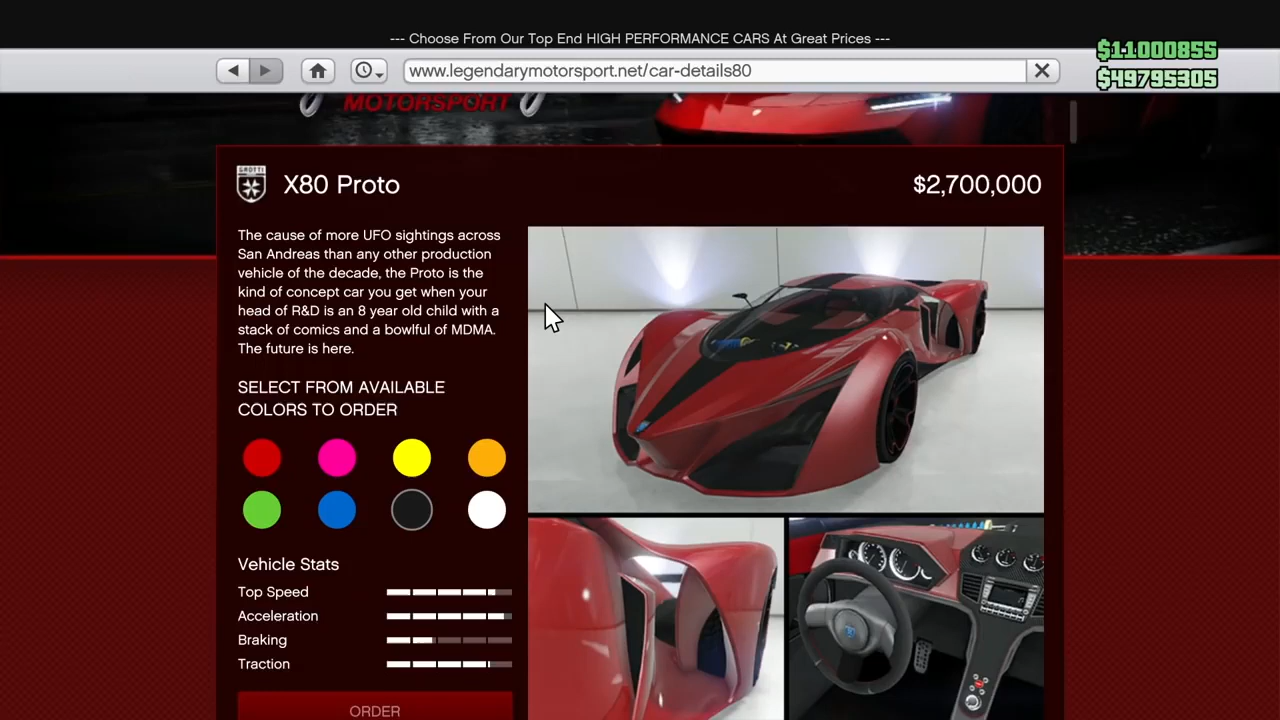 --- Choose From Our Top End HIGH PERFORMANCE CARS At Great Prices ---
$11000855
www.legendarymotorsport.net/car-details80
$49795305
MOTORSPORT
GROTTI
X80 Proto
$2,700,000
The cause of more UFO sightings across
San Andreas than any other production
vehicle of the decade, the Proto is the
kind of concept car you get when your
head of R&D is an 8 year old child with a
stack of comics and a bowlful of MDMA.
The future is here.
SELECT FROM AVAILABLE
COLORS TO ORDER
Vehicle Stats
Top Speed
Acceleration
Braking
Traction
ORDER